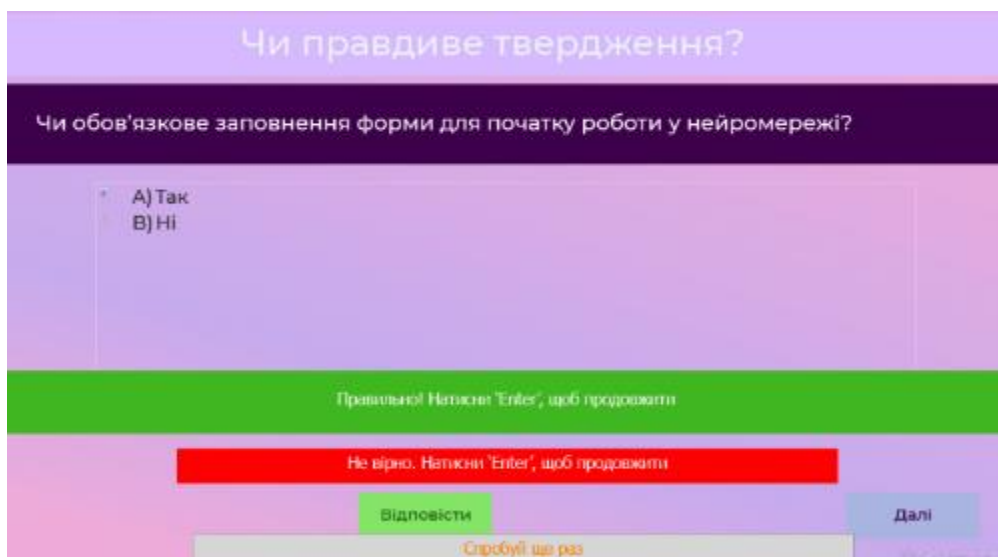 Чи правдиве твердження?
Чи обов'язкове заповнення форми для початку роботи у нейромережі?
А) Так
В) Ні
Правильно! Натисни 'Enter', щоб продовжити
Не вірно. Натисни 'Enter', щоб продовжити
Відповісти
Далі
Спробуй що раз